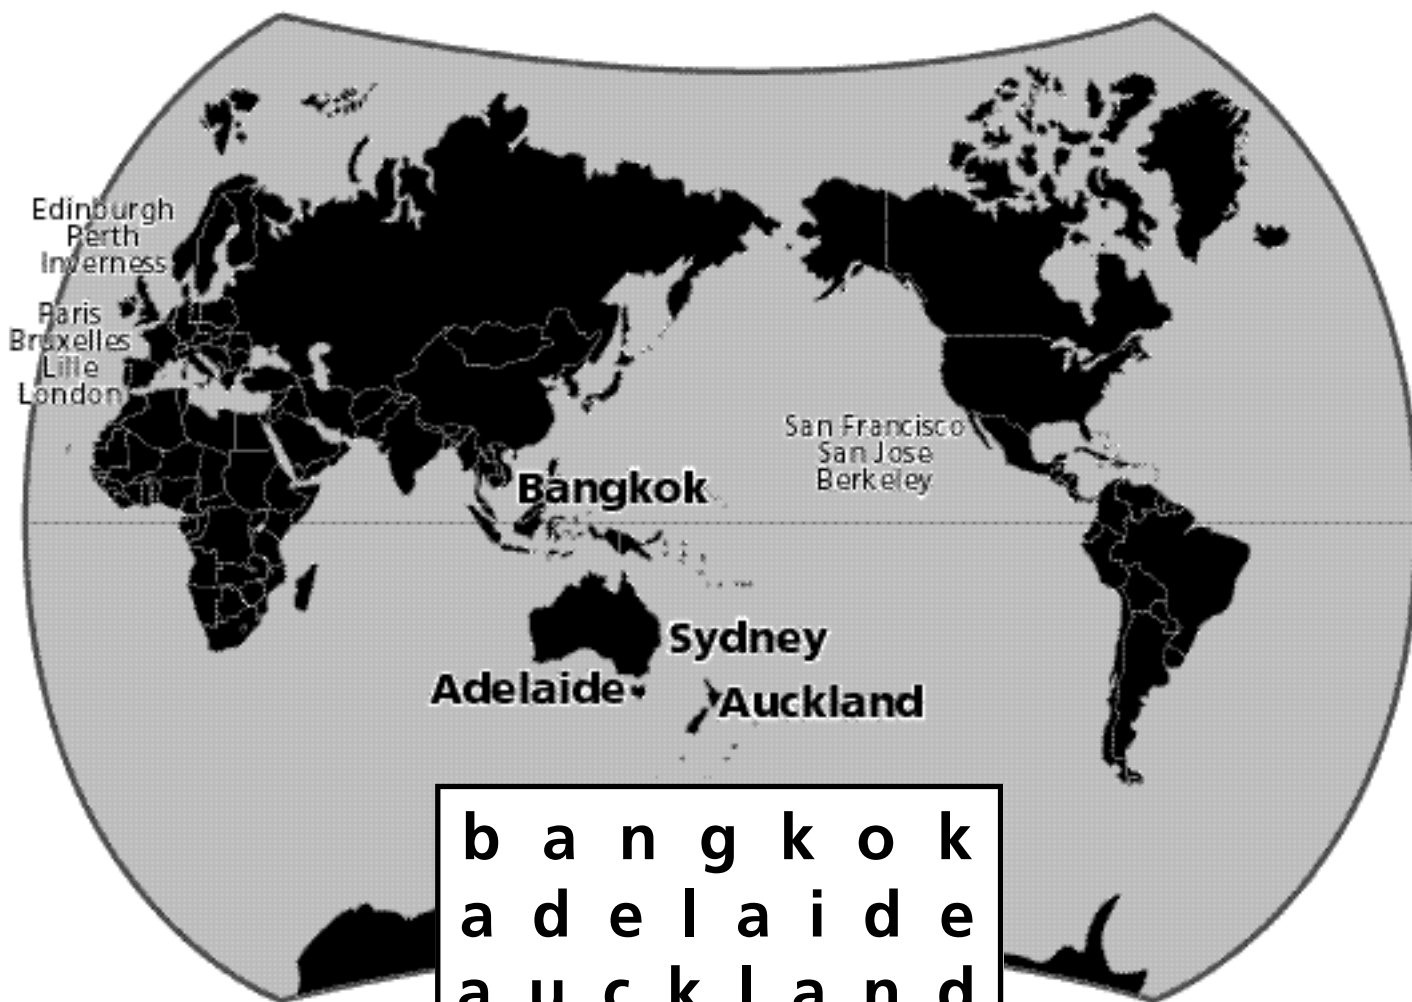 Edinburgh
Perth
Inverness
Paris
Bruxelles
Lille
London
San Francisco
San Jose
Berkeley
Bangkok
Sydney
Adelaide
Auckland
b a n g k o k
a d e l a i d e
a u c k l a n d